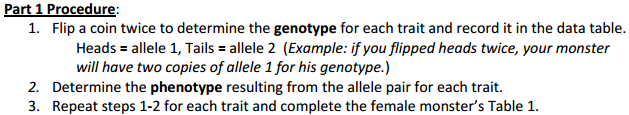 Part 1 Procedure:
1. Flip a coin twice to determine the genotype for each trait and record it in the data table.
Heads = allele 1, Tails = allele 2 (Example: if you flipped heads twice, your monster
will have two copies of allele 1 for his genotype.)
2. Determine the phenotype resulting from the allele pair for each trait.
3. Repeat steps 1-2 for each trait and complete the female monster's Table 1.